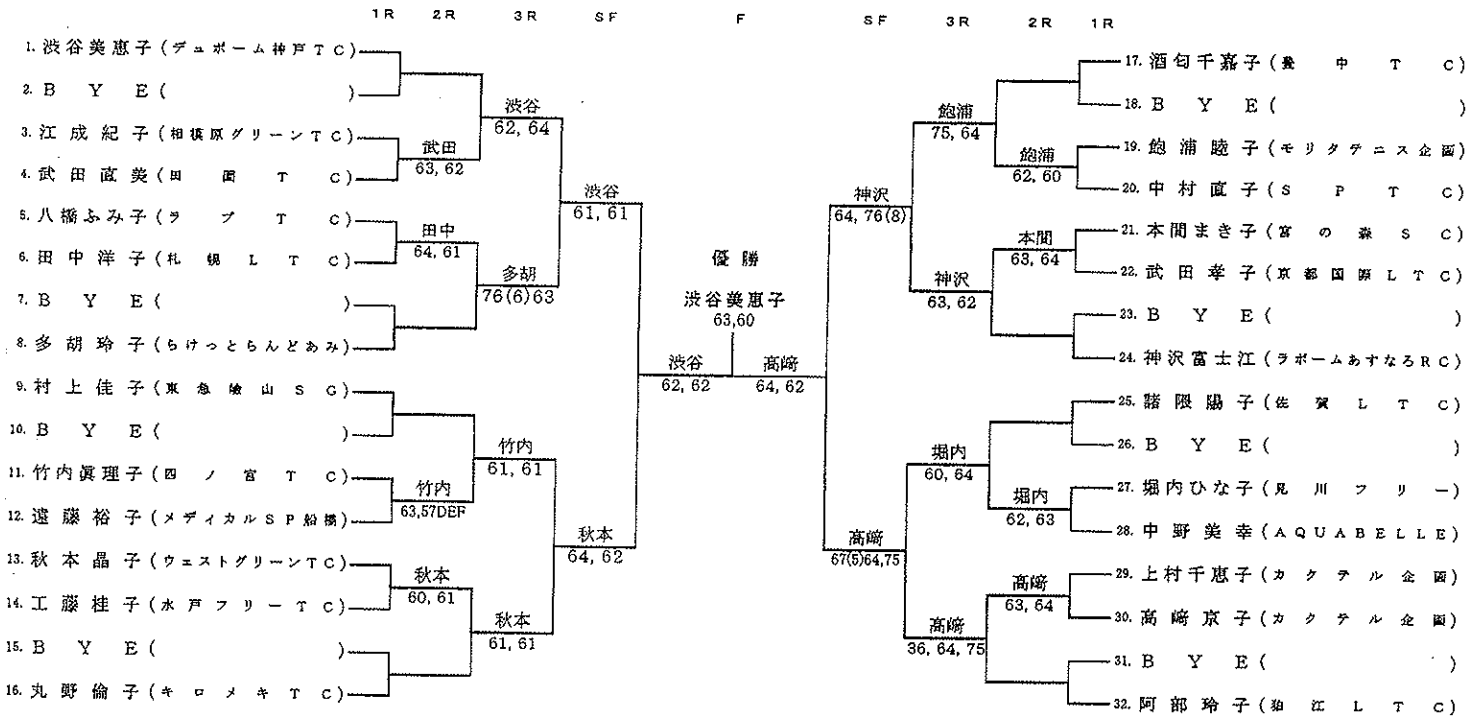 1R 2R 3R SF F SF 3R 2R 1R
1. 渋谷美恵子 (デュポーム神戸TC)
2. B Y E ( )
3. 江成紀子 (相模原グリーンTC)
4. 武田直美 (田園TC)
5. 八橋ふみ子 (ラブTC)
6. 田中洋子 (札幌LTC)
7. B Y E ( )
8. 多胡玲子 (らけっとらんどあみ)
9. 村上佳子 (東急嶮山SG)
10. B Y E ( )
11. 竹内眞理子 (四ノ宮TC)
12. 遠藤裕子 (メディカルSP船橋)
13. 秋本晶子 (ウェストグリーンTC)
14. 工藤桂子 (水戸フリーTC)
15. B Y E ( )
16. 丸野倫子 (キロメキTC)
武田
63, 62
田中
64, 61
竹内
63,57DEF
秋本
60, 61
渋谷
62, 64
多胡
76(6)63
竹内
61, 61
秋本
61, 61
渋谷
61, 61
秋本
64, 62
渋谷
62, 62
優勝
渋谷美恵子
63,60
高﨑
64, 62
神沢
64, 76(8)
高﨑
67(5)64,75
飽浦
75, 64
神沢
63, 62
堀内
60, 64
高﨑
36, 64, 75
飽浦
62, 60
本間
63, 64
堀内
62, 63
高﨑
63, 64
17. 酒匂千嘉子 (豊中TC)
18. B Y E ( )
19. 飽浦睦子 (モリタテニス企画)
20. 中村直子 (SPTC)
21. 本間まき子 (宮の森SC)
22. 武田孝子 (京都国際LTC)
23. B Y E ( )
24. 神沢富士江 (ラポームあすなろRC)
25. 諸隈陽子 (佐賀LTC)
26. B Y E ( )
27. 堀内ひな子 (見川フリー)
28. 中野美幸 (AQUABELLE)
29. 上村千恵子 (カクテル企画)
30. 高﨑京子 (カクテル企画)
31. B Y E ( )
32. 阿部玲子 (狛江LTC)